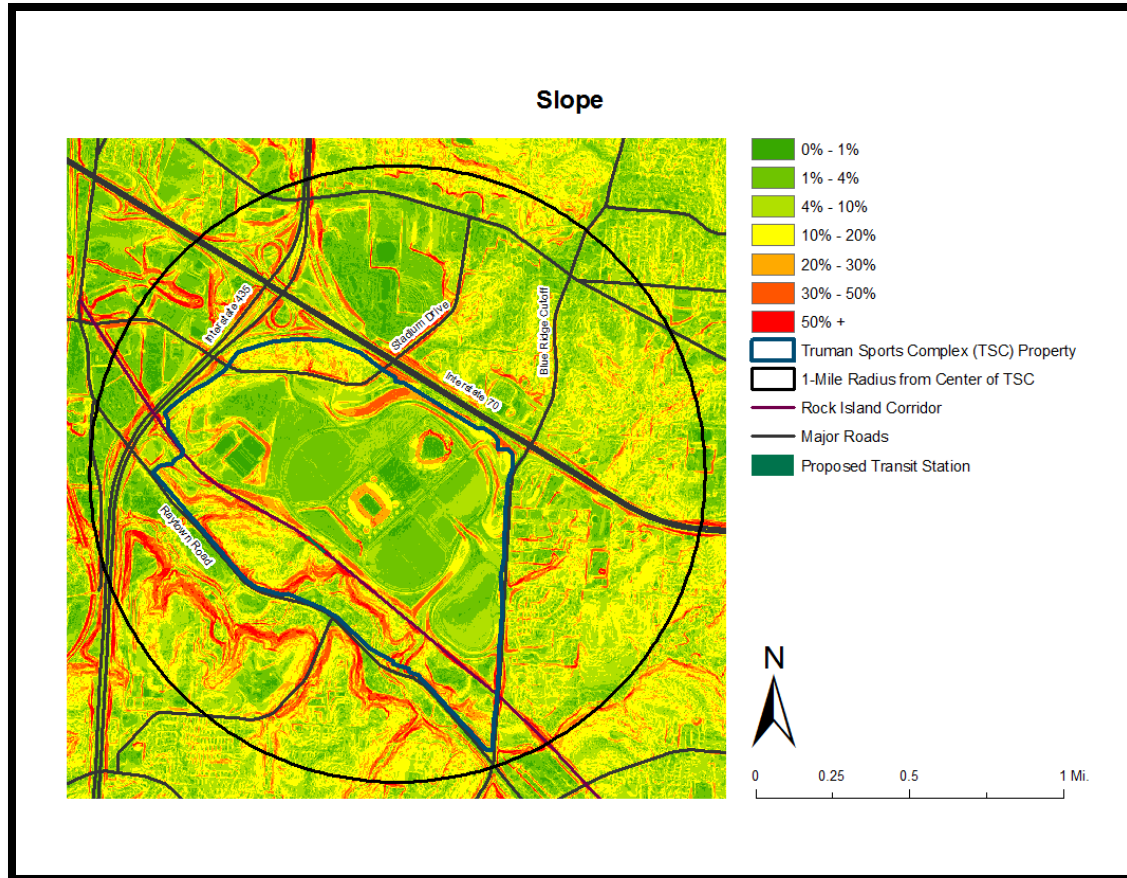 Slope
0% - 1%
1% - 4%
4% - 10%
10% - 20%
20% - 30%
30% - 50%
50% +
Truman Sports Complex (TSC) Property
1-Mile Radius from Center of TSC
Rock Island Corridor
Major Roads
Proposed Transit Station
Interstate 435
Stadium Drive
Blue Ridge Cutoff
Interstate 70
Raytown Road
N
0 0.25 0.5 1 Mi.